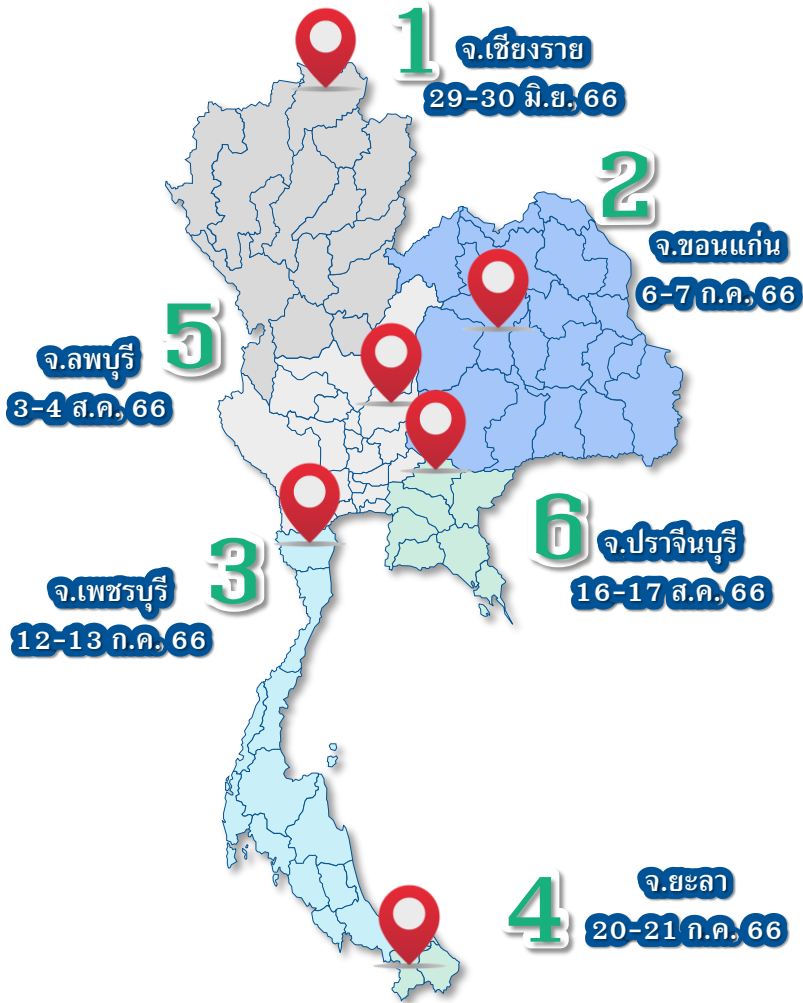 1
จ.เชียงราย
29-30 มิ.ย. 66
2
จ.ขอนแก่น
6-7 ก.ค. 66
5
จ.ลพบุรี
3-4 ส.ค. 66
6
จ.ปราจีนบุรี
16-17 ส.ค. 66
3
จ.เพชรบุรี
12-13 ก.ค. 66
4
จ.ยะลา
20-21 ก.ค. 66